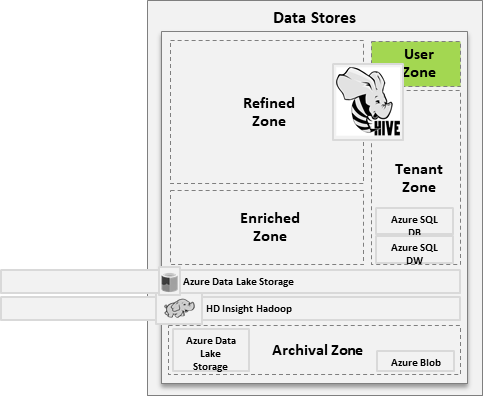 Data Stores
User
Zone
Refined
Zone
HIVE
Tenant
Zone
Enriched
Zone
Azure SQL
DB
Azure SQL
DW
Azure Data Lake Storage
HD Insight Hadoop
Azure Data
Lake
Storage
Archival Zone
Azure Blob